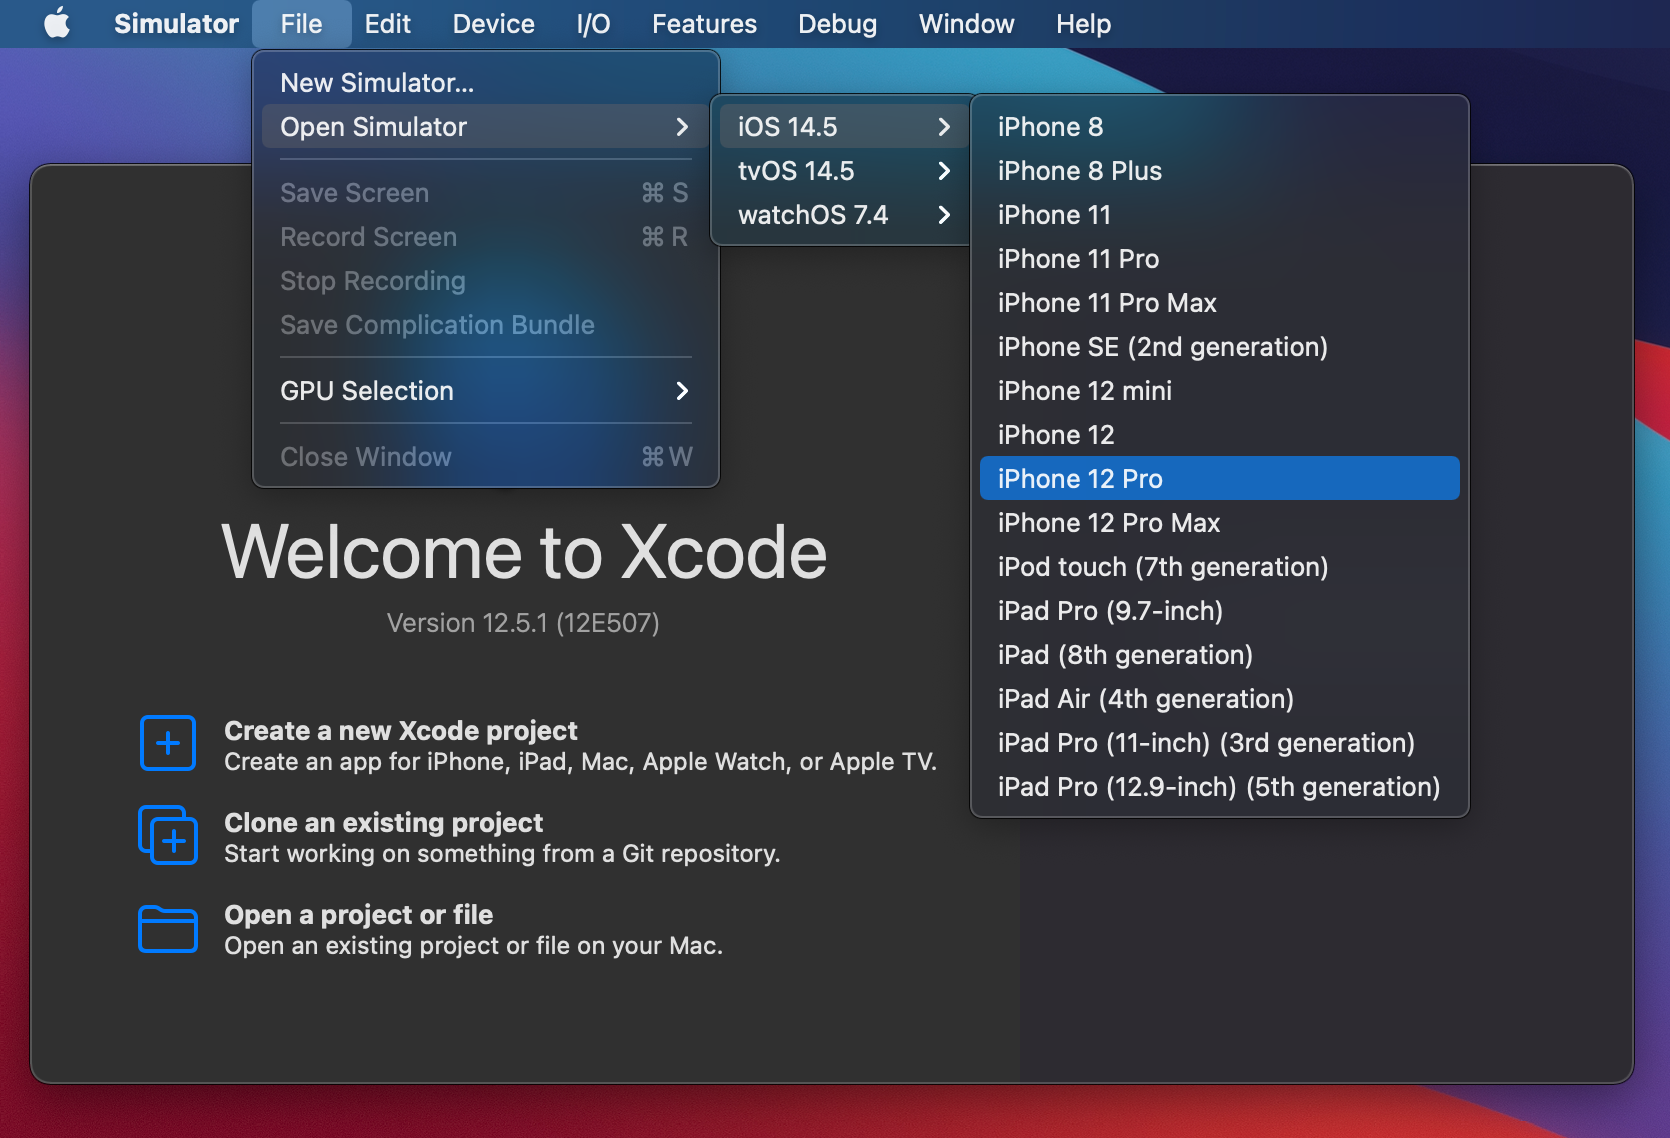 Simulator File Edit Device I/O Features Debug Window Help
New Simulator...
Open Simulator
Save Screen ⌘ S
Record Screen ⌘ R
Stop Recording
Save Complication Bundle
GPU Selection
Close Window ⌘ W
iOS 14.5
tvOS 14.5
watchOS 7.4
iPhone 8
iPhone 8 Plus
iPhone 11
iPhone 11 Pro
iPhone 11 Pro Max
iPhone SE (2nd generation)
iPhone 12 mini
iPhone 12
iPhone 12 Pro
iPhone 12 Pro Max
iPod touch (7th generation)
iPad Pro (9.7-inch)
iPad (8th generation)
iPad Air (4th generation)
iPad Pro (11-inch) (3rd generation)
iPad Pro (12.9-inch) (5th generation)
Welcome to Xcode
Version 12.5.1 (12E507)
Create a new Xcode project
Create an app for iPhone, iPad, Mac, Apple Watch, or Apple TV.
Clone an existing project
Start working on something from a Git repository.
Open a project or file
Open an existing project or file on your Mac.